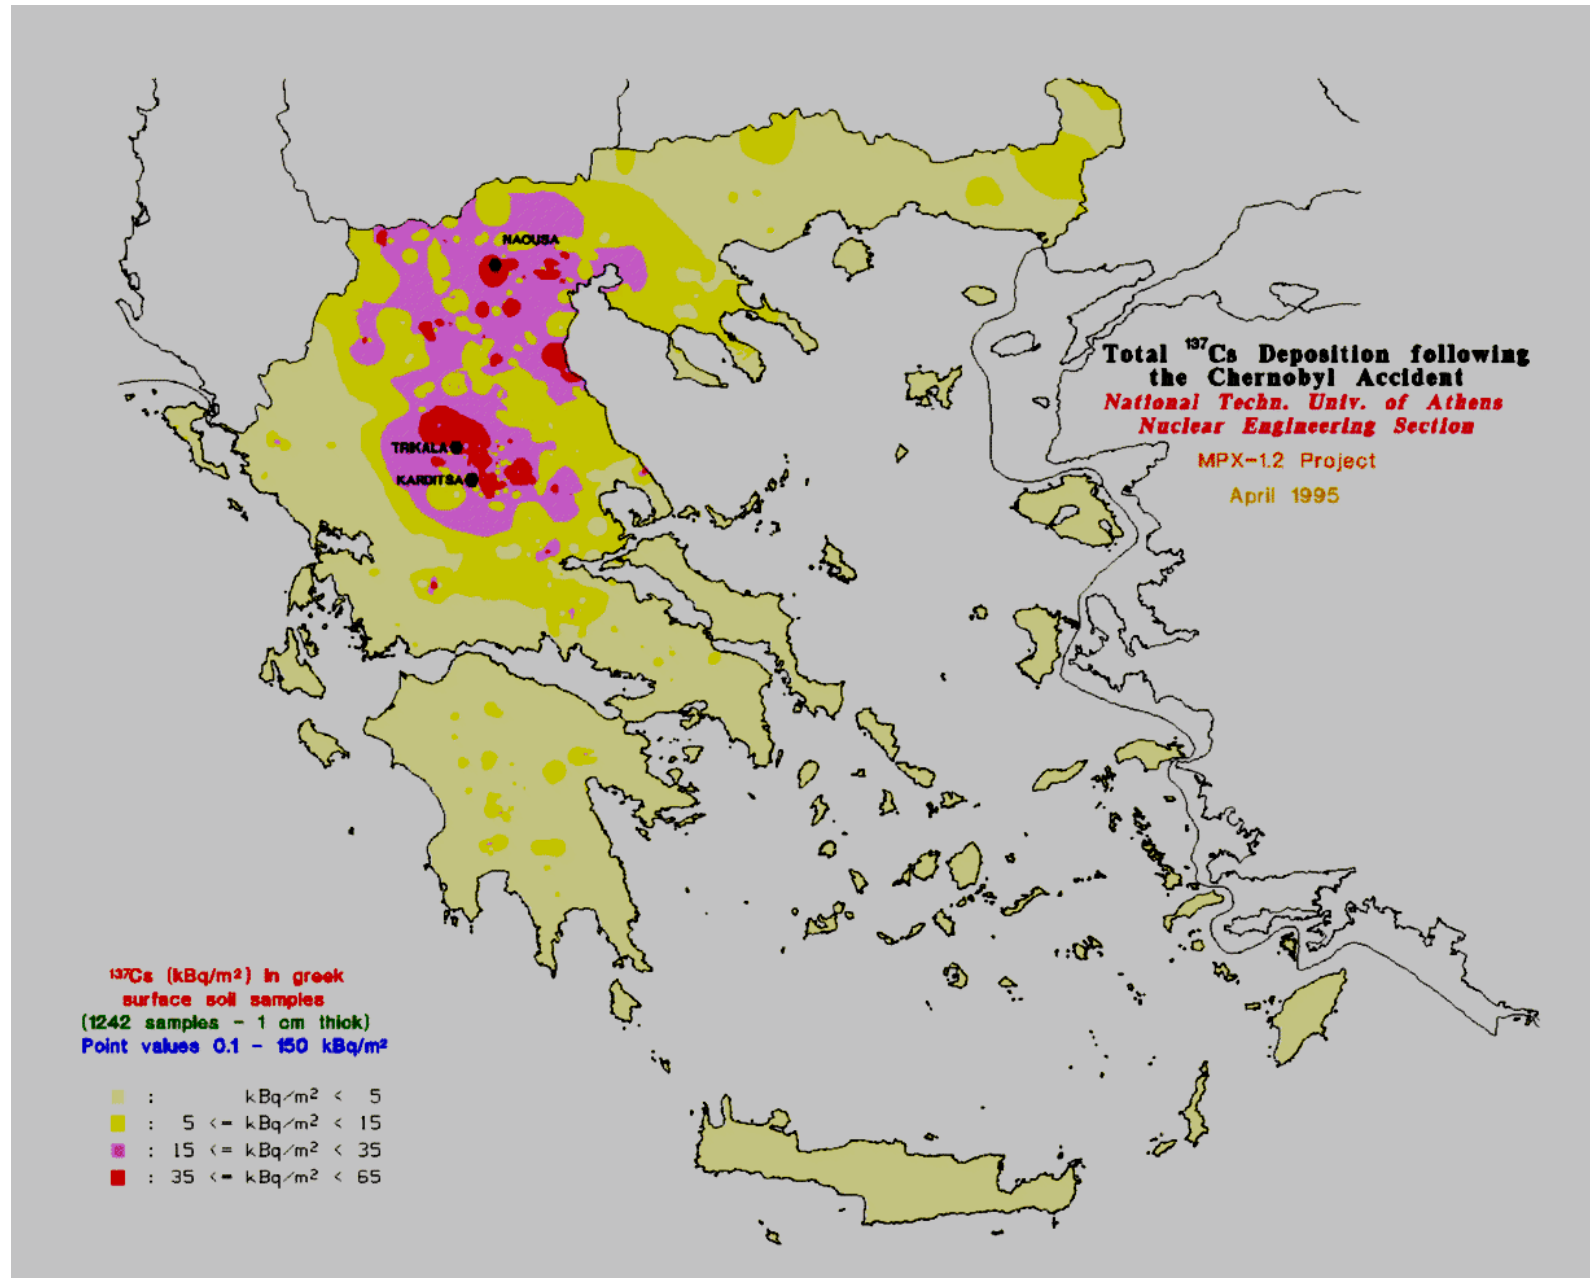 NAOUSA
Total ¹³⁷Cs Deposition following
the Chernobyl Accident
National Techn. Univ. of Athens
Nuclear Engineering Section
MPX-1.2 Project
April 1995
TRIKALA
KARDITSA
¹³⁷Cs (kBq/m²) in greek
surface soil samples
(1242 samples - 1 cm thick)
Point values 0.1 - 150 kBq/m²
: kBq/m² < 5
: 5 <= kBq/m² < 15
: 15 <= kBq/m² < 35
: 35 <= kBq/m² < 65